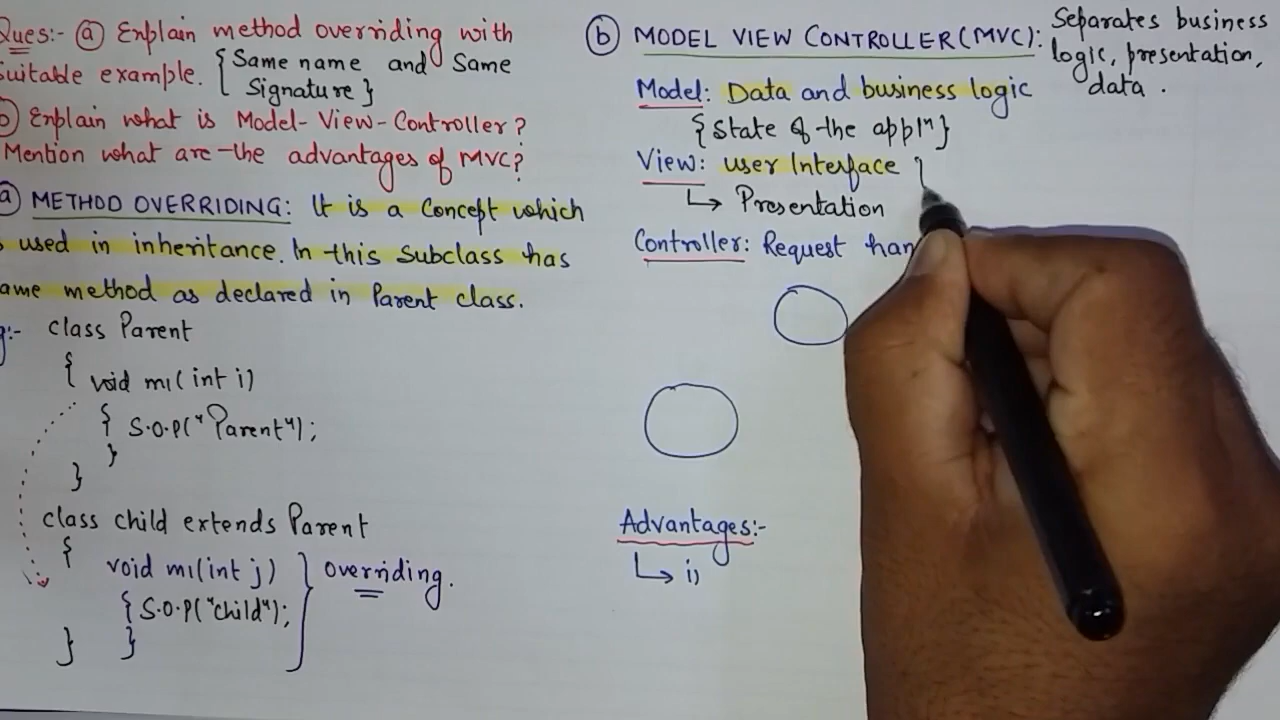 Ques:- (a) Explain method overriding with
suitable example. { Same name and Same
Signature }
b) Explain what is Model-View-Controller?
Mention what are the advantages of MVC?
(a) METHOD OVERRIDING: It is a Concept which
used in inheritance. In this Subclass has
same method as declared in Parent class.
class Parent
{ void m1( int i)
{ S.O.P("Parent");
}
}
class child extends Parent
{ void m1(int j) } overriding.
{ S.O.P("child");
} }
(b) MODEL VIEW CONTROLLER(MVC): Separates business
logic, presentation,
data.
Model: Data and business logic
{ State of the appln }
View: user Interface }
↳ Presentation
Controller: Request han
Advantages:-
↳ i)